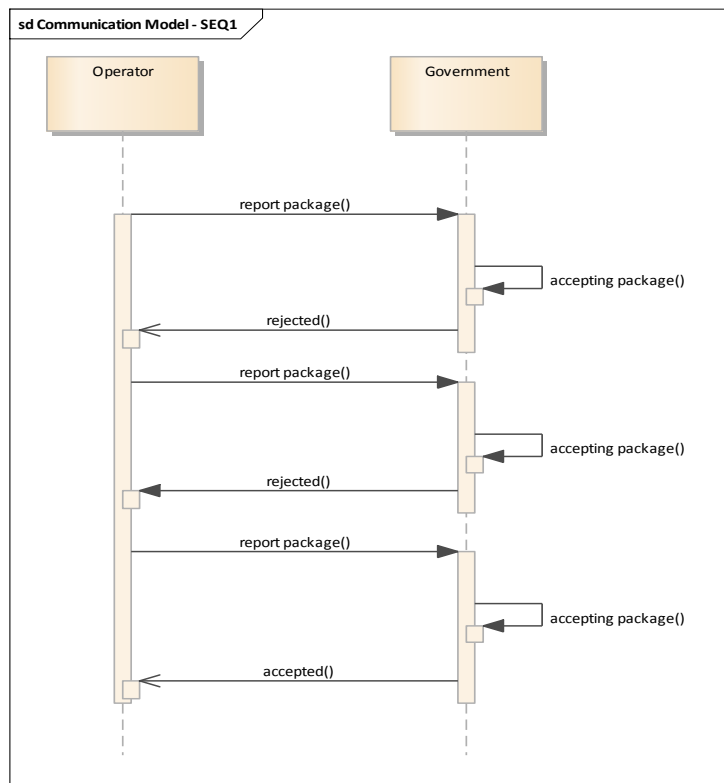 sd Communication Model - SEQ1
Operator
Government
report package()
accepting package()
rejected()
report package()
accepting package()
rejected()
report package()
accepting package()
accepted()